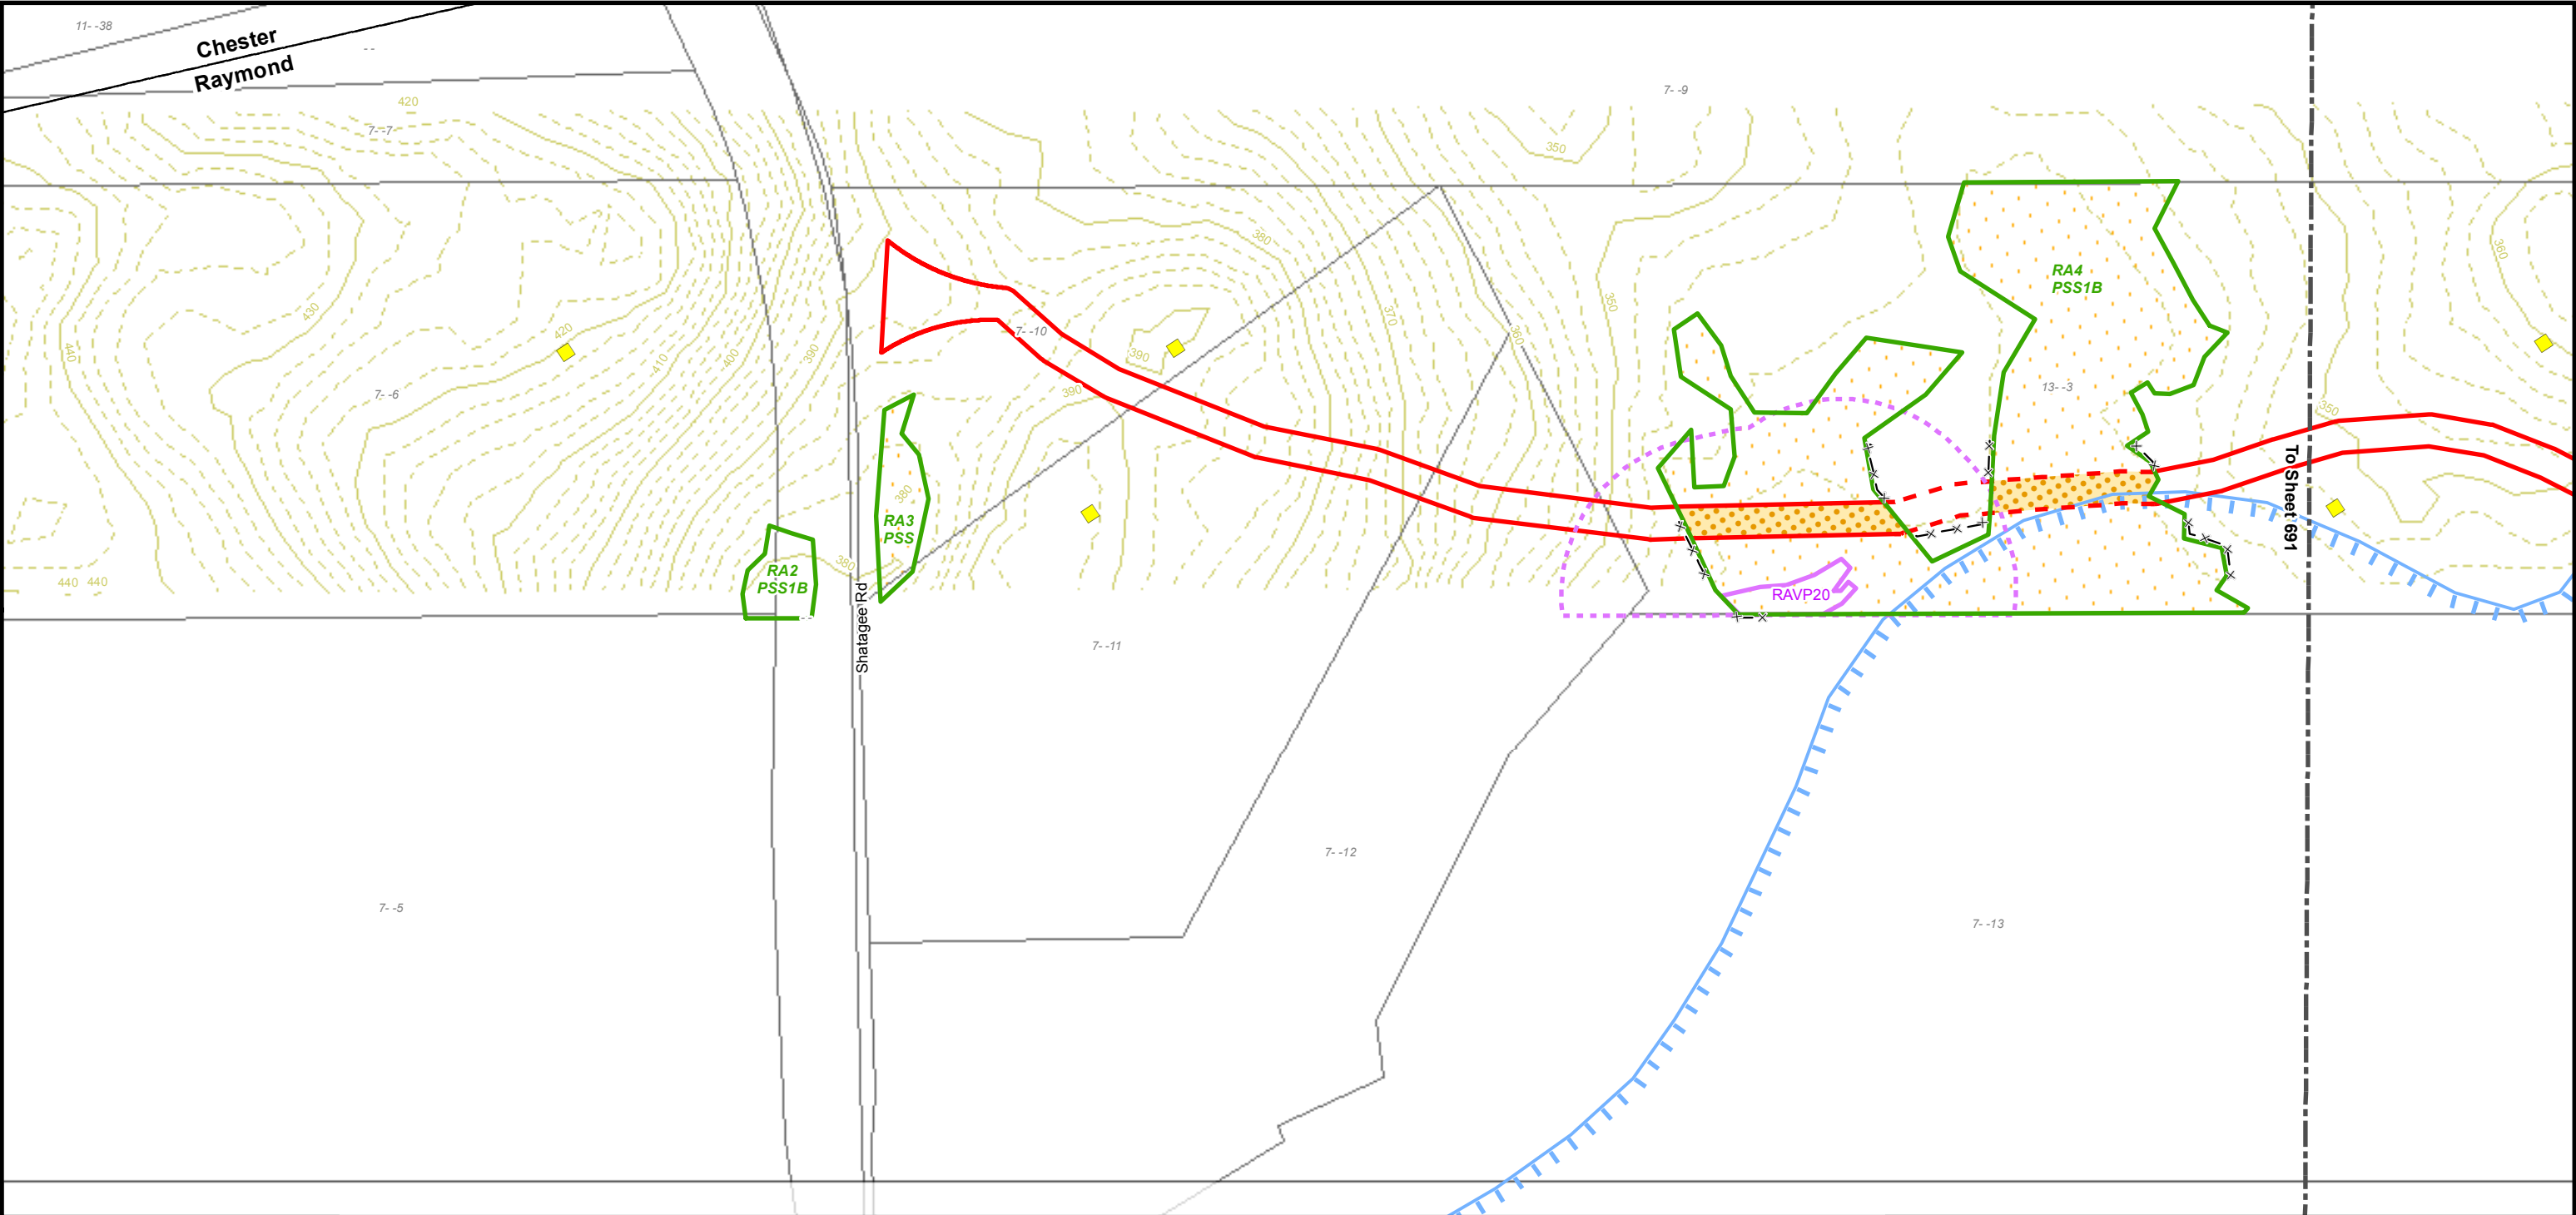 11- -38
Chester
- -
Raymond
7- -9
420
7- -7
350
380
RA4
PSS1B
360
430
350
370
420
360
7- -10
440
410
400
390
390
13- -3
7- -6
390
350
To Sheet 691
380
RA3
PSS
380
RA2
PSS1B
440 440
RAVP20
- -
Shatagee Rd
7- -11
7- -12
7- -5
7- -13